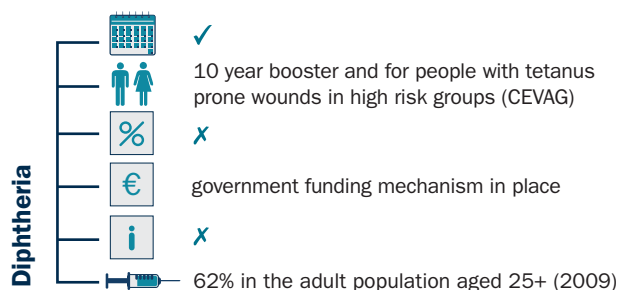 ✓
10 year booster and for people with tetanus
prone wounds in high risk groups (CEVAG)
%
✗
€
government funding mechanism in place
i
✗
Diphtheria
62% in the adult population aged 25+ (2009)